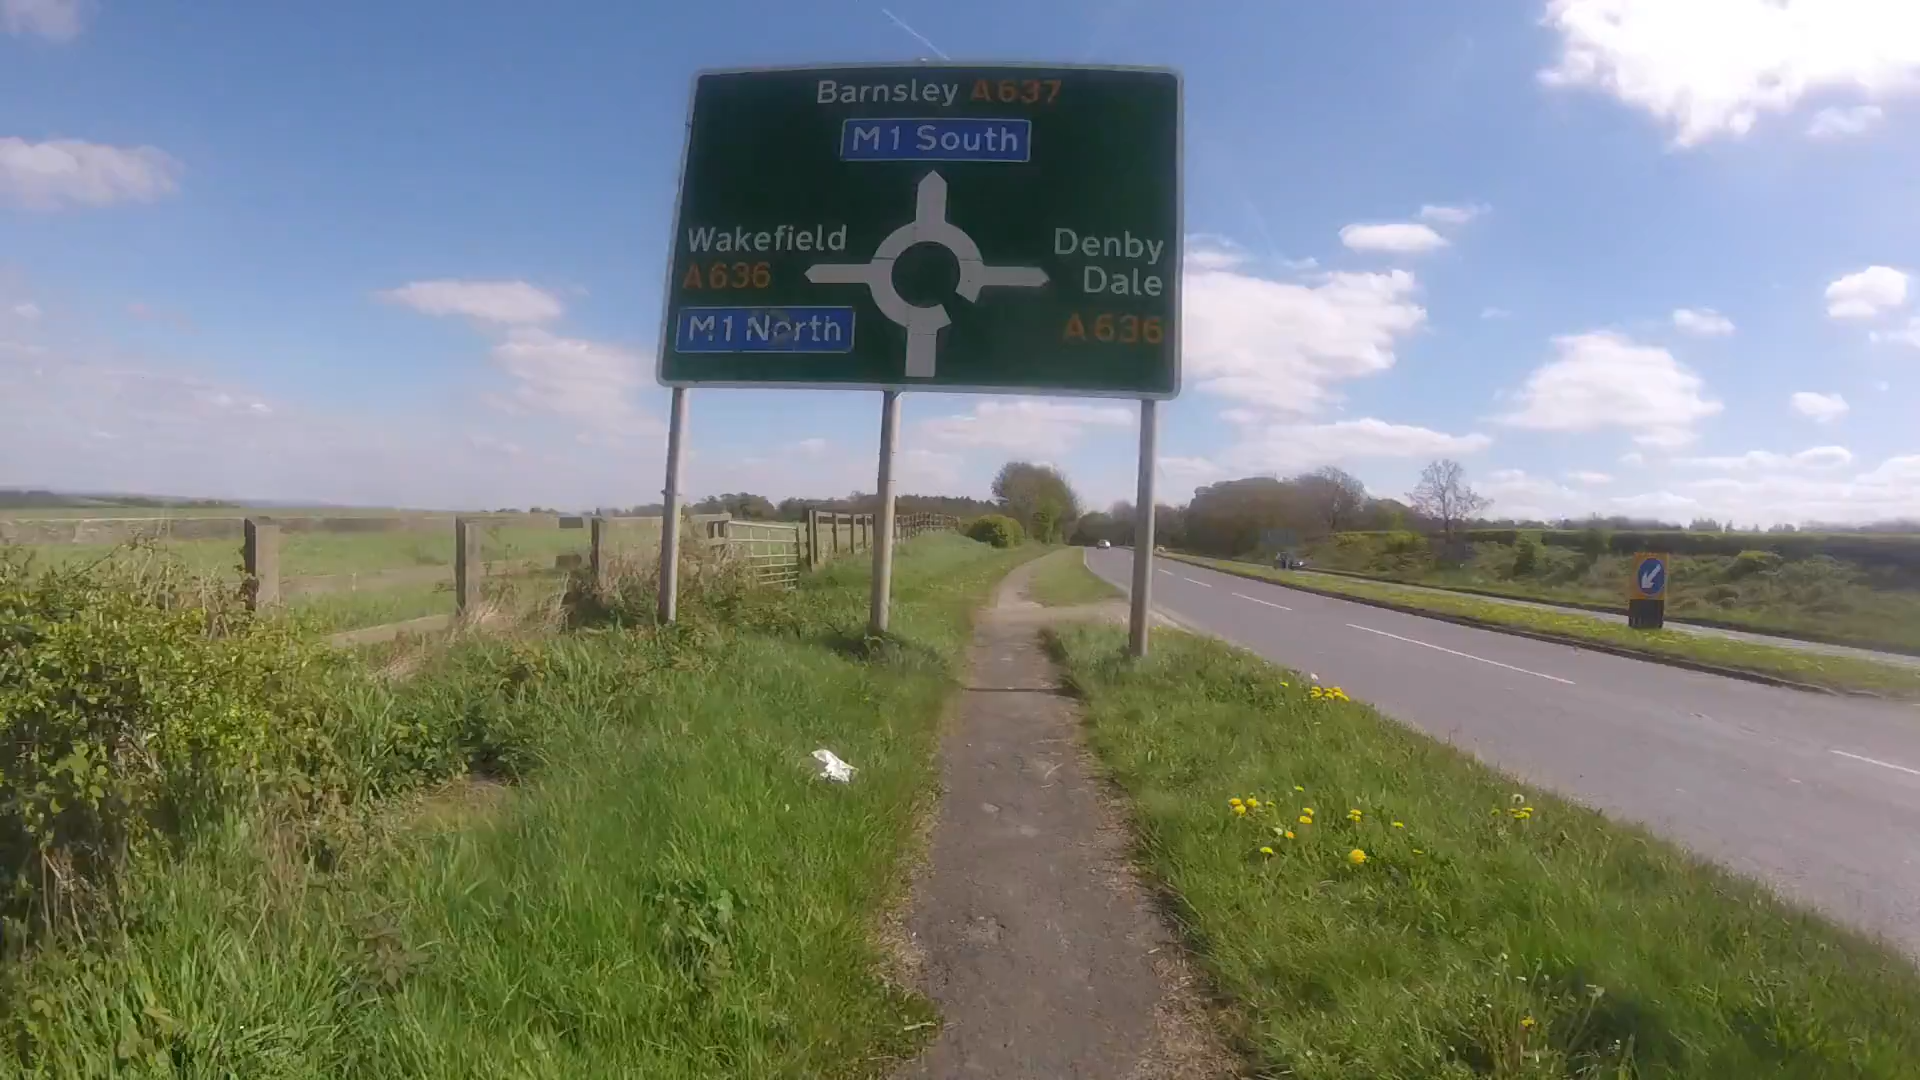 Barnsley A637
M1 South
Wakefield
A636
M1 North
Denby
Dale
A636